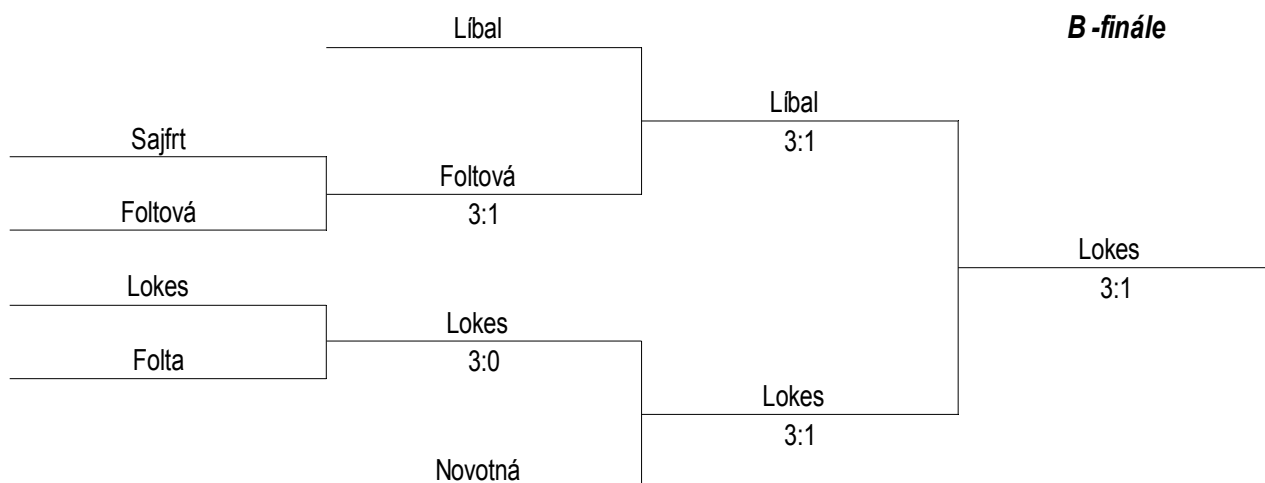 Líbal
B -finále
Líbal
3:1
Sajfrt
Foltová
3:1
Foltová
Lokes
3:1
Lokes
Lokes
3:0
Folta
Lokes
3:1
Novotná